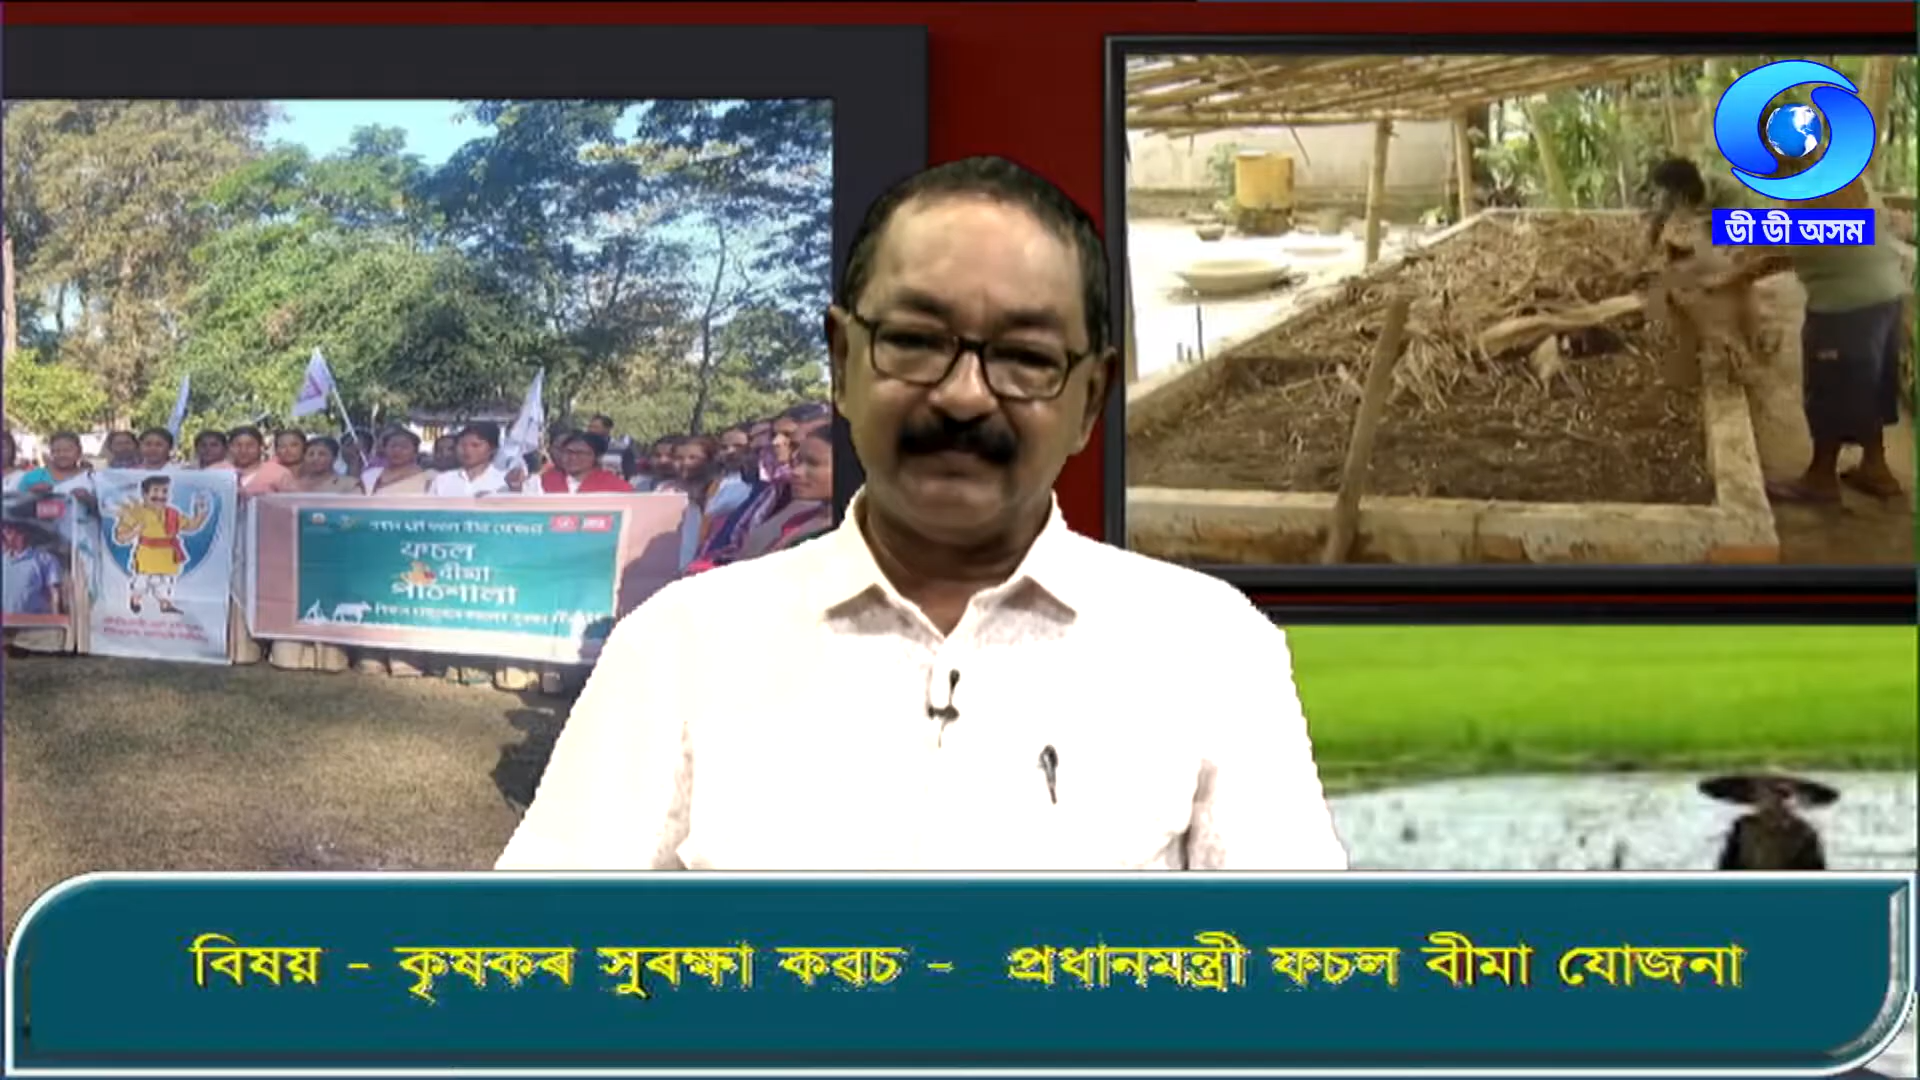 ডী ডী অসম
ফচল
বীমা
পাঠশালা
বিষয় - কৃষকৰ সুৰক্ষা কৱচ - প্ৰধানমন্ত্ৰী ফচল বীমা যোজনা